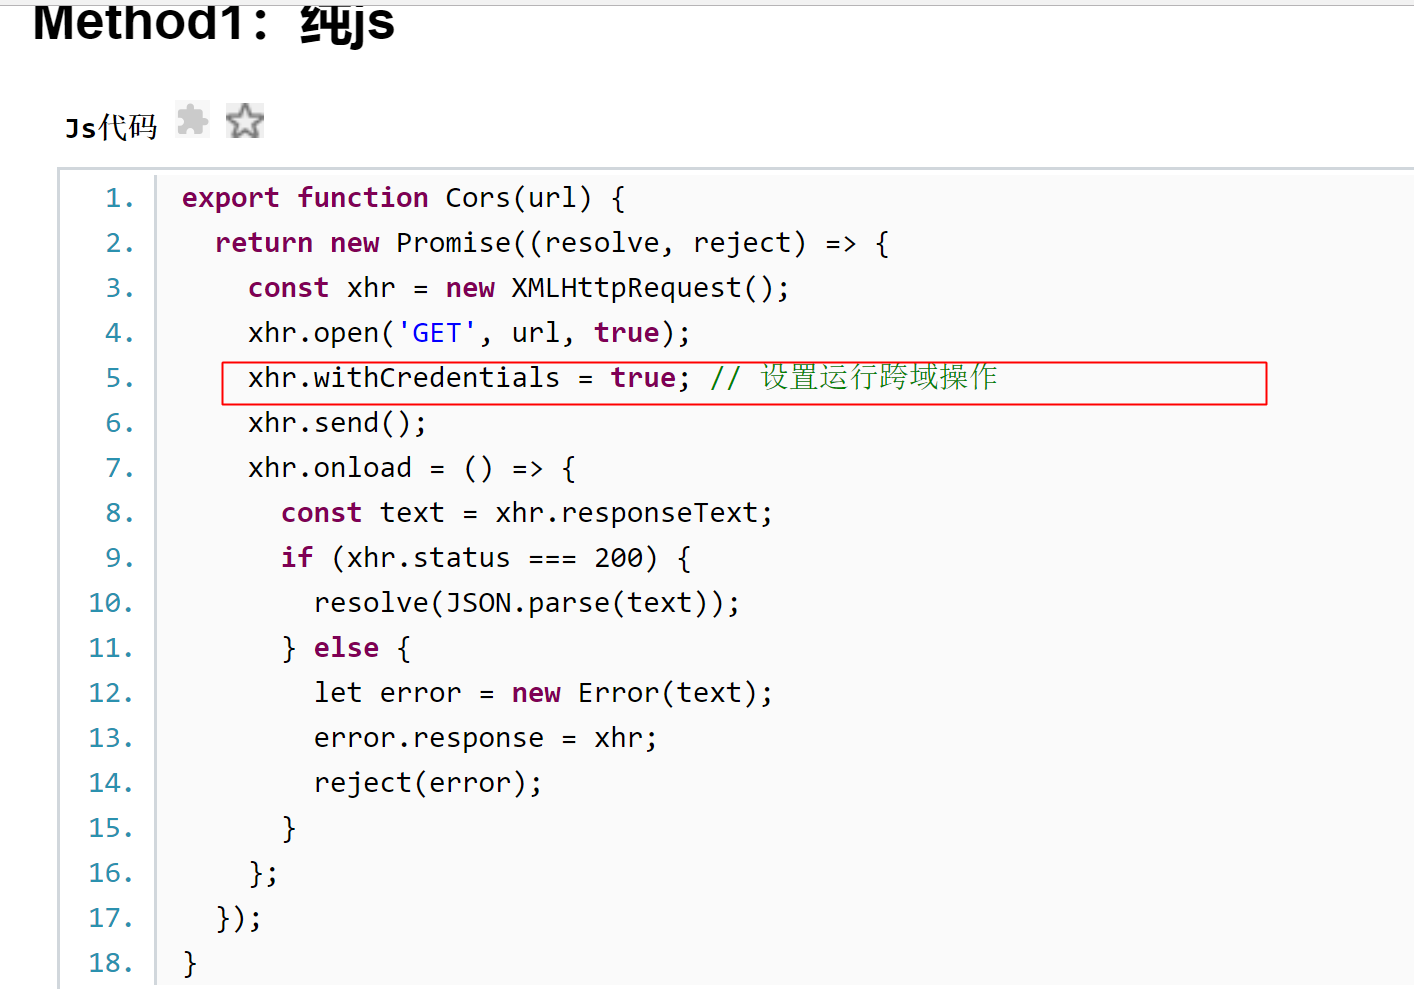 Method1：纯js
Js代码
1. export function Cors(url) {
2. return new Promise((resolve, reject) => {
3. const xhr = new XMLHttpRequest();
4. xhr.open('GET', url, true);
5. xhr.withCredentials = true; // 设置运行跨域操作
6. xhr.send();
7. xhr.onload = () => {
8. const text = xhr.responseText;
9. if (xhr.status === 200) {
10. resolve(JSON.parse(text));
11. } else {
12. let error = new Error(text);
13. error.response = xhr;
14. reject(error);
15. }
16. };
17. });
18. }